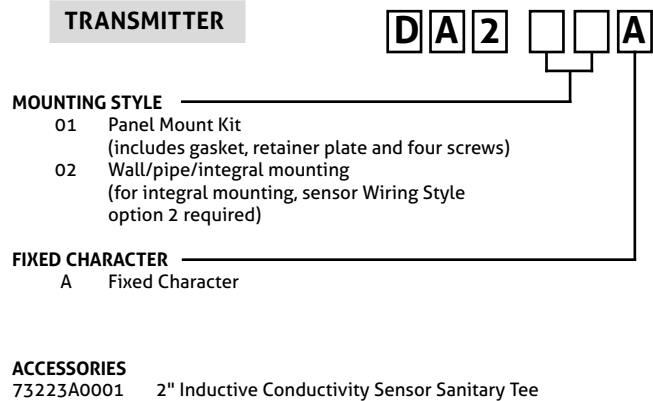 TRANSMITTER
D A 2 A
MOUNTING STYLE
01 Panel Mount Kit
(includes gasket, retainer plate and four screws)
02 Wall/pipe/integral mounting
(for integral mounting, sensor Wiring Style
option 2 required)
FIXED CHARACTER
A Fixed Character
ACCESSORIES
73223A0001 2" Inductive Conductivity Sensor Sanitary Tee